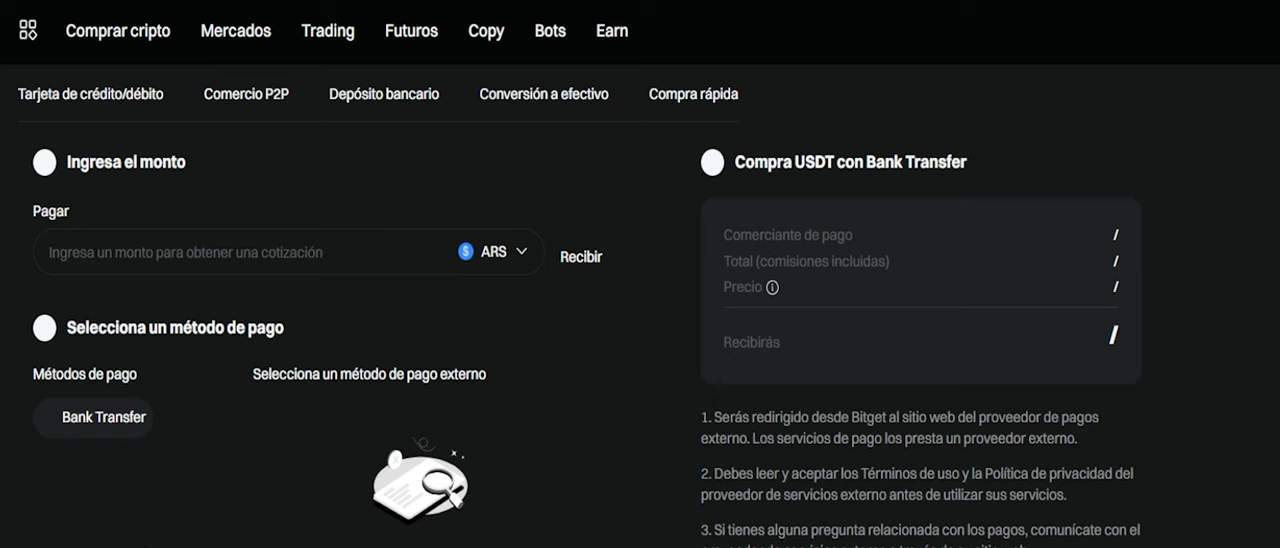 Comprar cripto Mercados Trading Futuros Copy Bots Earn
Tarjeta de crédito/débito Comercio P2P Depósito bancario Conversión a efectivo Compra rápida
Ingresa el monto
Pagar
Ingresa un monto para obtener una cotización $ ARS
Recibir
Selecciona un método de pago
Métodos de pago
Selecciona un método de pago externo
Bank Transfer
Compra USDT con Bank Transfer
Comerciante de pago /
Total (comisiones incluidas) /
Precio /
Recibirás /
1. Serás redirigido desde Bitget al sitio web del proveedor de pagos
externo. Los servicios de pago los presta un proveedor externo.
2. Debes leer y aceptar los Términos de uso y la Política de privacidad del
proveedor de servicios externo antes de utilizar sus servicios.
3. Si tienes alguna pregunta relacionada con los pagos, comunícate con el